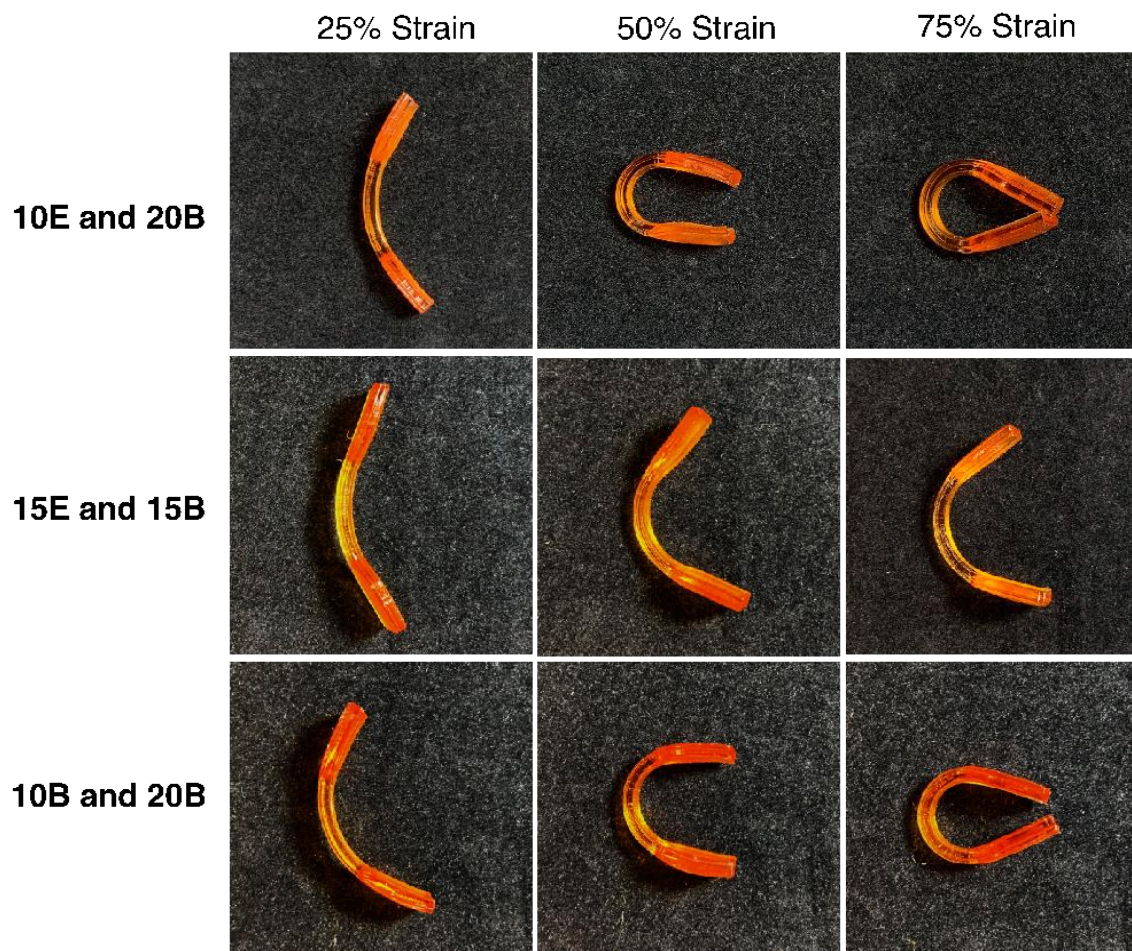 25% Strain
50% Strain
75% Strain
10E and 20B
15E and 15B
10B and 20B